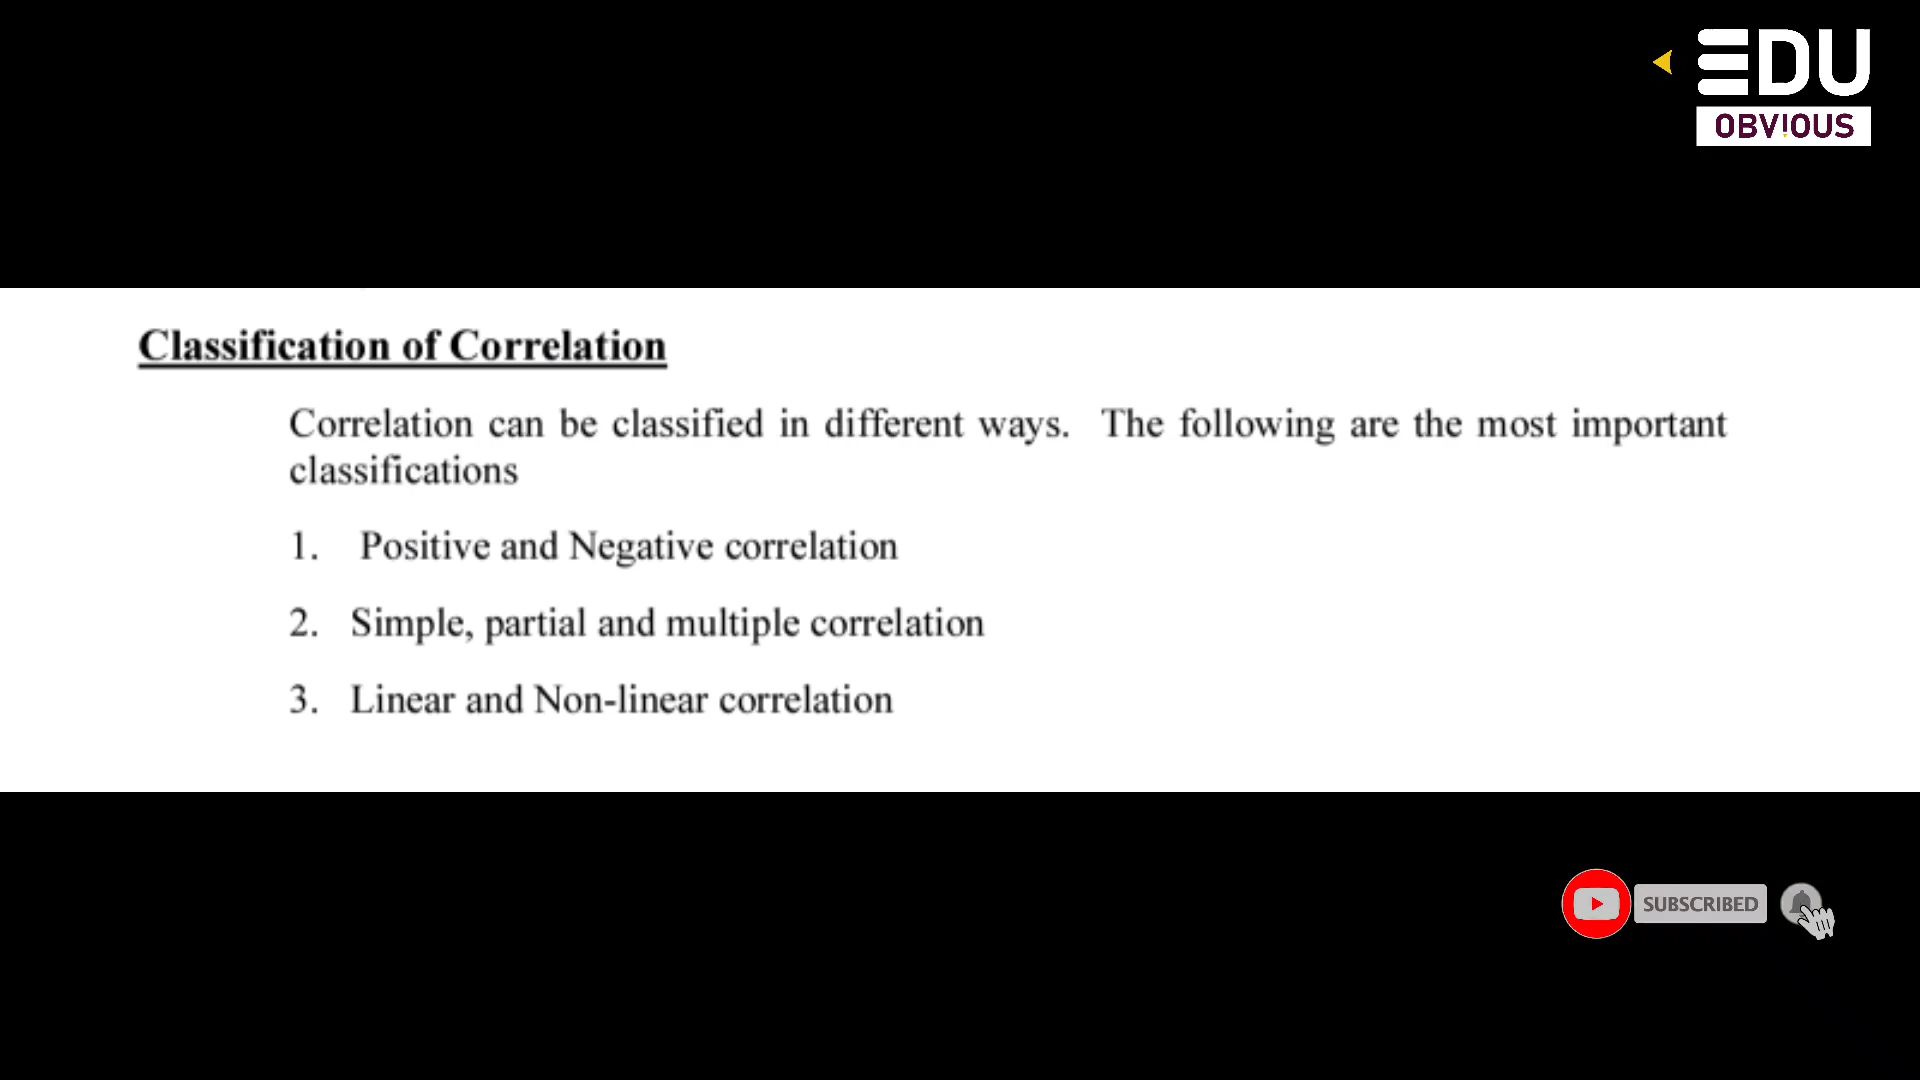 EDU
OBV!OUS
Classification of Correlation
Correlation can be classified in different ways. The following are the most important
classifications
1. Positive and Negative correlation
2. Simple, partial and multiple correlation
3. Linear and Non-linear correlation
SUBSCRIBED